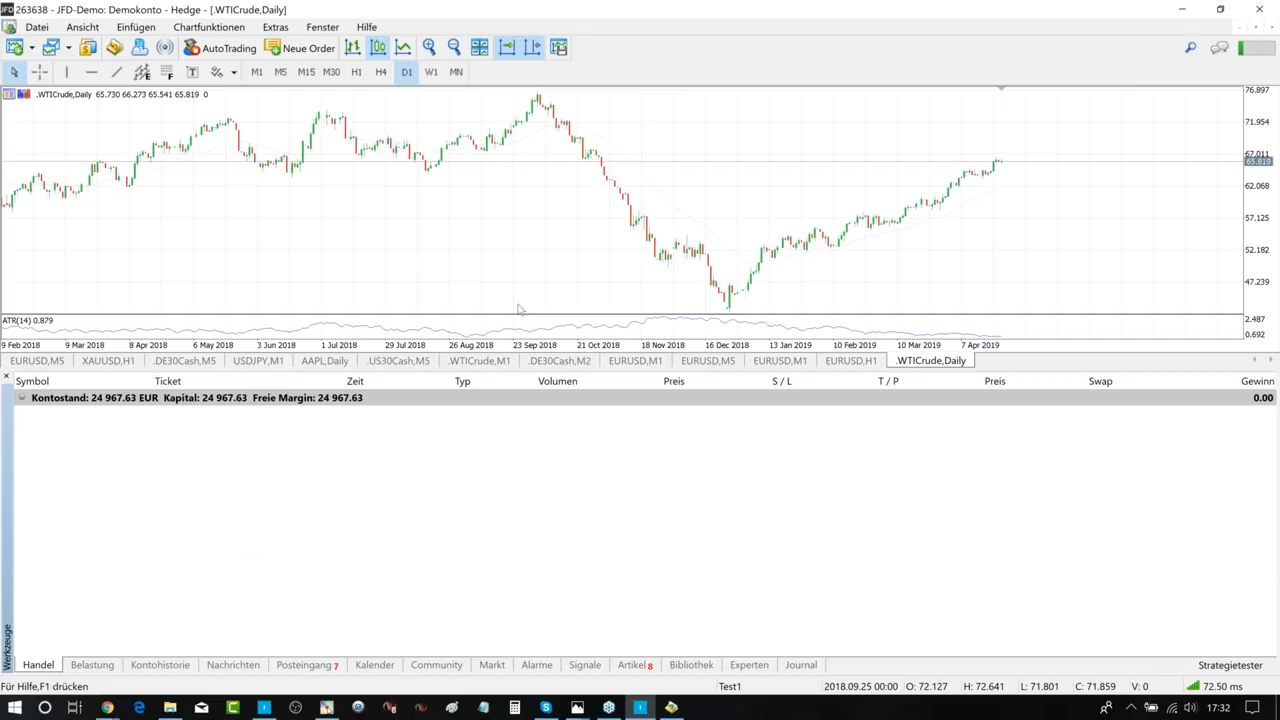 263638 - JFD-Demo: Demokonto - Hedge - [.WTICrude,Daily]
Datei Ansicht Einfügen Chartfunktionen Extras Fenster Hilfe
AutoTrading New Order
M1 M5 M15 M30 H1 H4 D1 W1 MN
.WTICrude,Daily 65.730 66.273 65.541 65.819 0
76.897
71.954
67.011
65.819
62.068
57.125
52.182
47.239
ATR(14) 0.879
2.487
0.692
9 Feb 2018 9 Mar 2018 8 Apr 2018 6 May 2018 3 Jun 2018 1 Jul 2018 29 Jul 2018 26 Aug 2018 23 Sep 2018 21 Oct 2018 18 Nov 2018 16 Dec 2018 13 Jan 2019 10 Feb 2019 10 Mar 2019 7 Apr 2019
EURUSD,M5 XAUUSD,H1 .DE30Cash,M5 USDJPY,M1 AAPL,Daily .US30Cash,M5 .WTICrude,M1 .DE30Cash,M2 EURUSD,M1 EURUSD,M5 EURUSD,M1 EURUSD,H1 .WTICrude,Daily
Symbol Ticket Zeit Typ Volumen Preis S / L T / P Preis Swap Gewinn
Kontostand: 24 967.63 EUR Kapital: 24 967.63 Freie Margin: 24 967.63 0.00
Werkzeuge
Handel Belastung Kontohistorie Nachrichten Posteingang 7 Kalender Community Markt Alarme Signale Artikel 8 Bibliothek Experten Journal Strategietester
Für Hilfe,F1 drücken Test1 2018.09.25 00:00 O: 72.127 H: 72.641 L: 71.801 C: 71.859 V: 0 72.50 ms
17:32